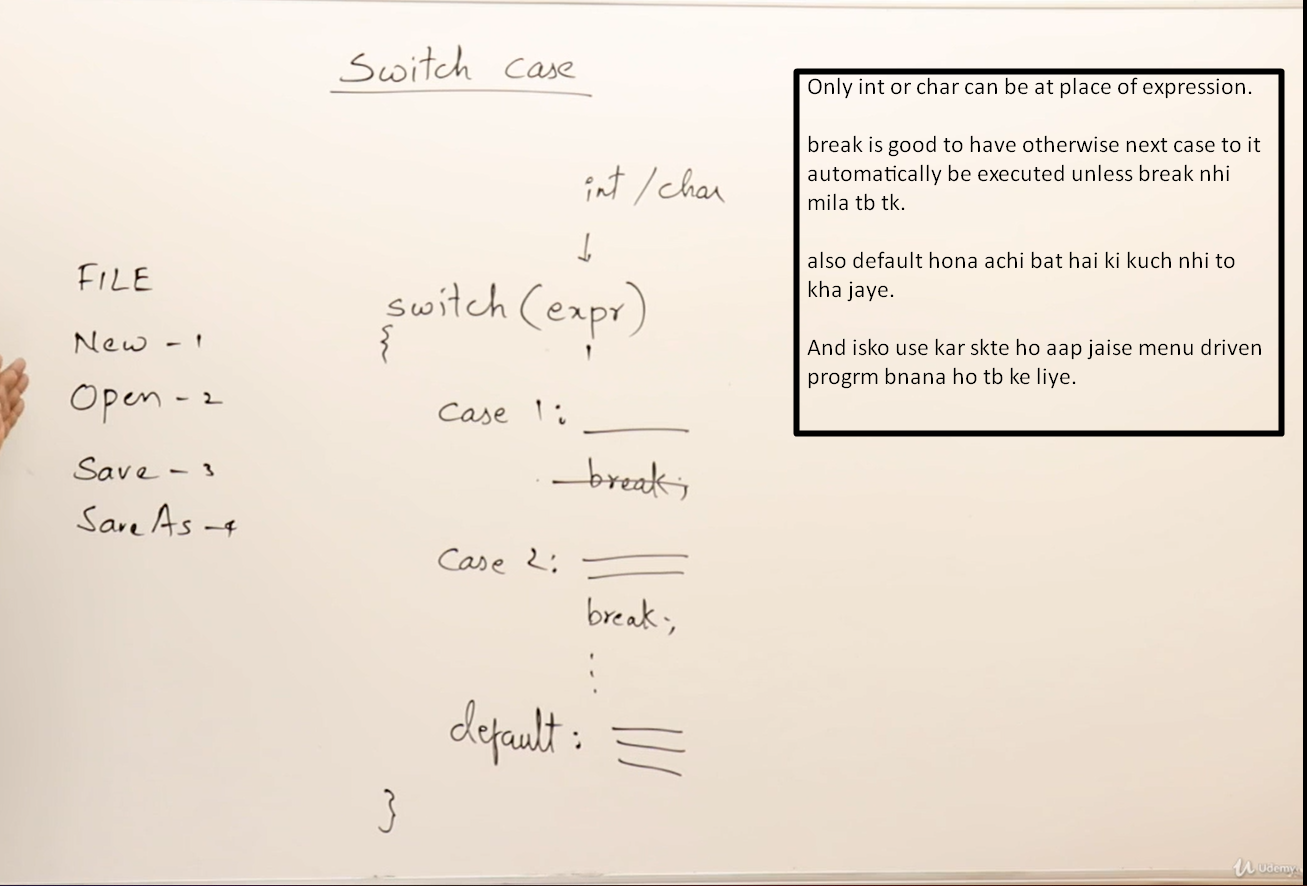 Switch case
int / char
↓
switch (expr)
{
1
case 1:
break;
case 2:
break;
default:
}
FILE
New - 1
Open - 2
Save - 3
Save As - 4
Only int or char can be at place of expression.
break is good to have otherwise next case to it
automatically be executed unless break nhi
mila tb tk.
also default hona achi bat hai ki kuch nhi to
kha jaye.
And isko use kar skte ho aap jaise menu driven
progrm bnana ho tb ke liye.
Udemy